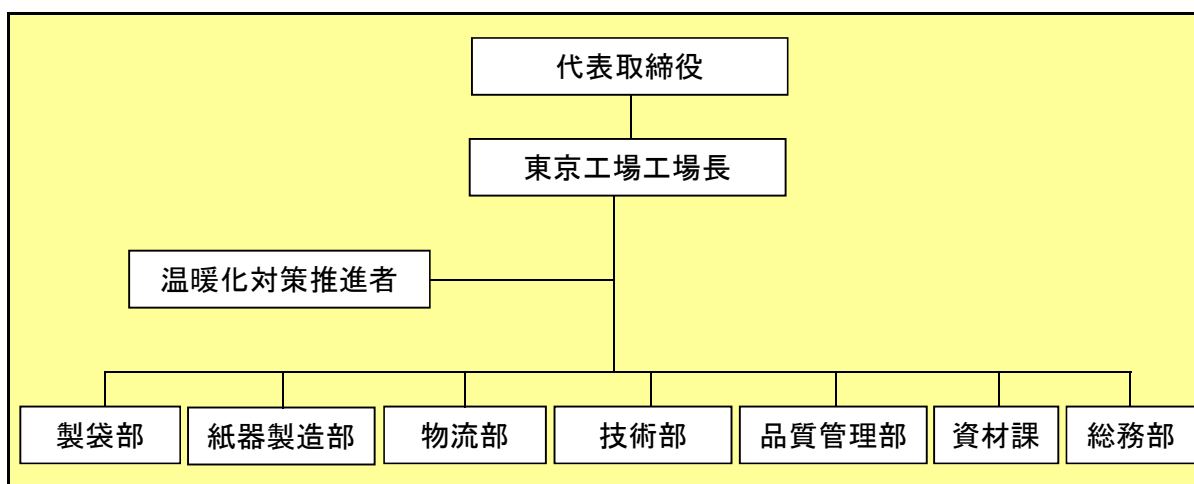 代表取締役
東京工場工場長
温暖化対策推進者
製袋部
紙器製造部
物流部
技術部
品質管理部
資材課
総務部